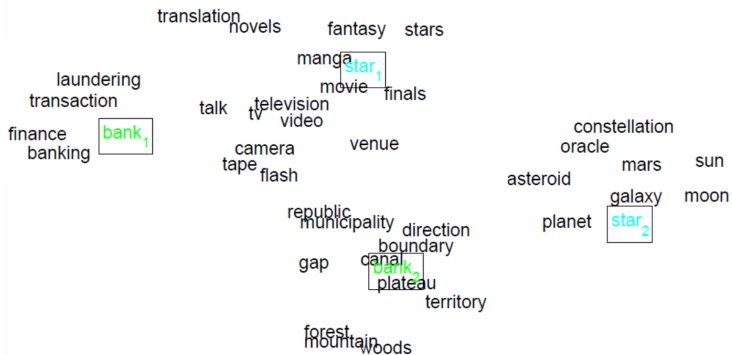 translation
novels
fantasy
stars
manga
star1
movie
finals
laundering
transaction
finance
bank1
banking
talk
television
tv
video
camera
venue
tape
flash
constellation
oracle
mars
sun
asteroid
galaxy
moon
planet
star2
republic
municipality
direction
boundary
gap
canal
bank2
plateau
territory
forest
mountain
woods